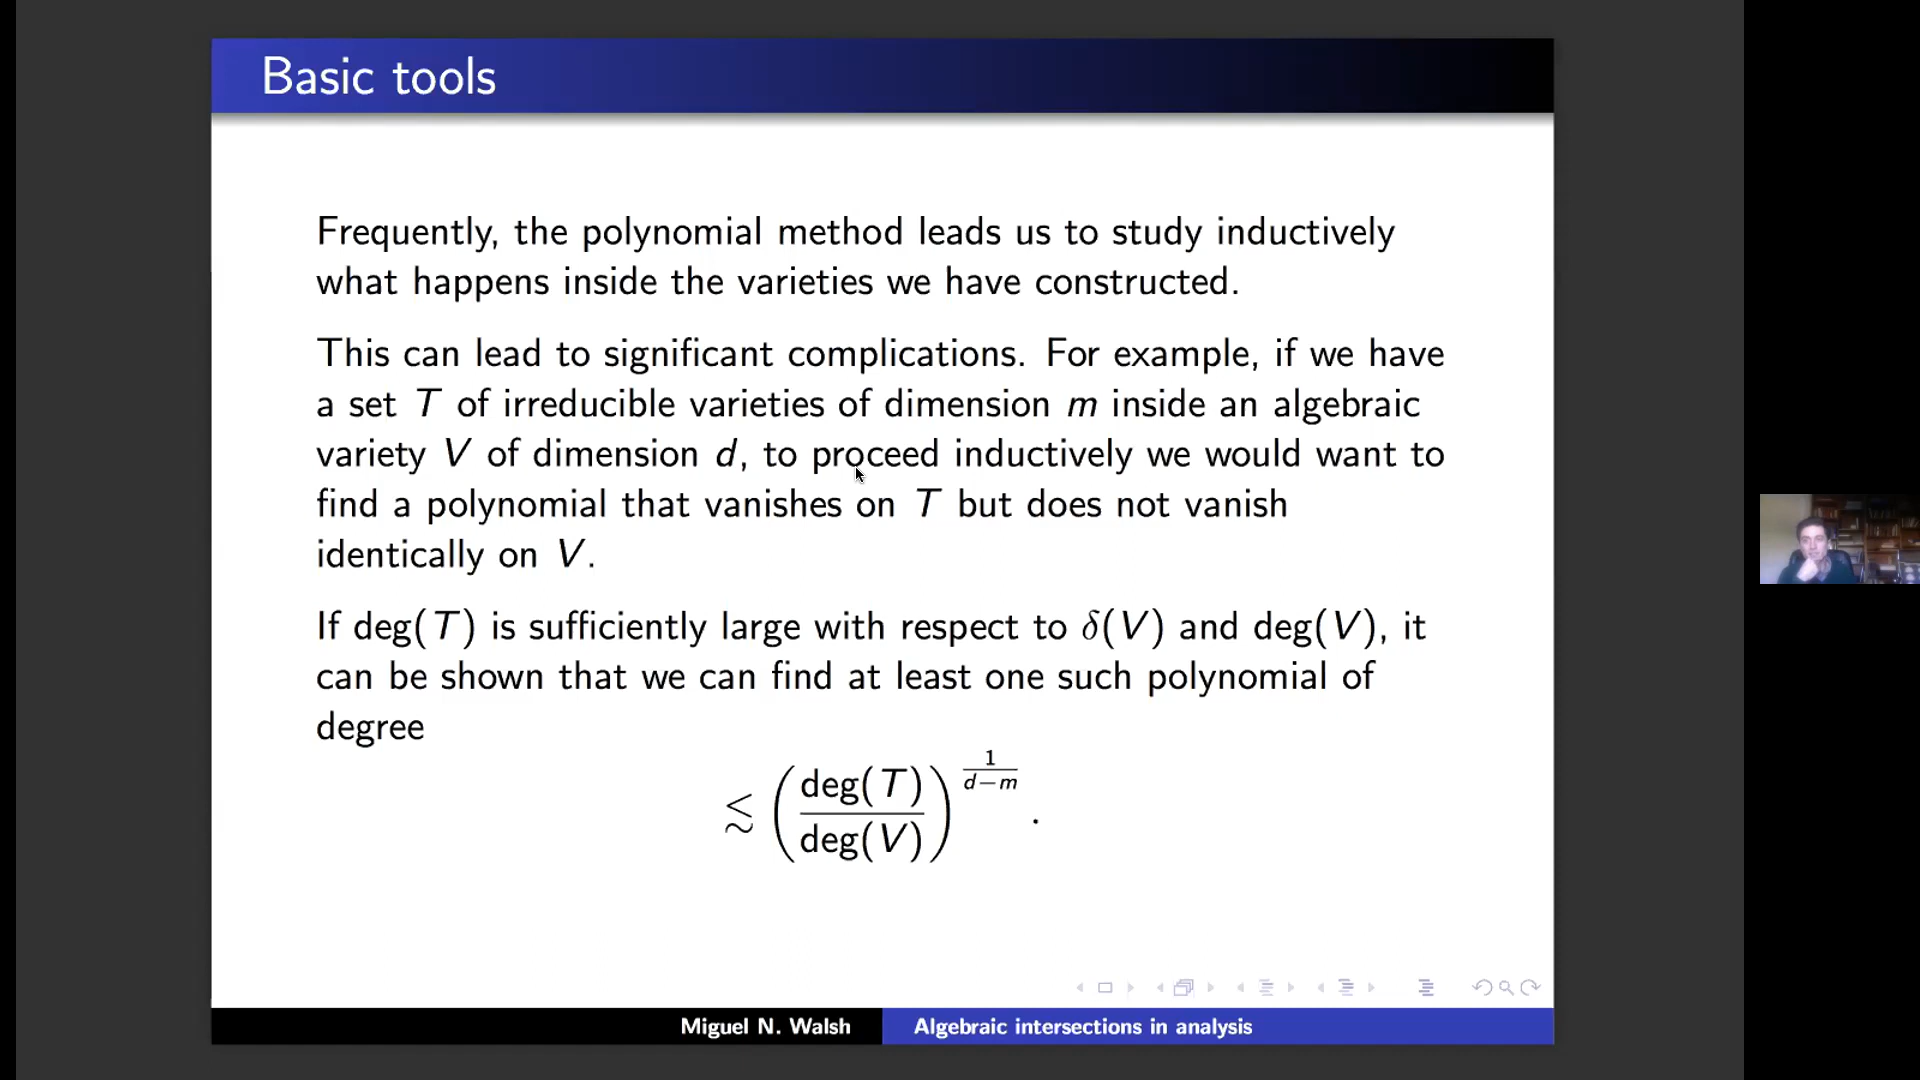 Basic tools
Frequently, the polynomial method leads us to study inductively
what happens inside the varieties we have constructed.
This can lead to significant complications. For example, if we have
a set T of irreducible varieties of dimension m inside an algebraic
variety V of dimension d, to proceed inductively we would want to
find a polynomial that vanishes on T but does not vanish
identically on V.
If deg(T) is sufficiently large with respect to δ(V) and deg(V), it
can be shown that we can find at least one such polynomial of
degree
≲ (deg(T)/deg(V))^{1/(d−m)}.
Miguel N. Walsh
Algebraic intersections in analysis